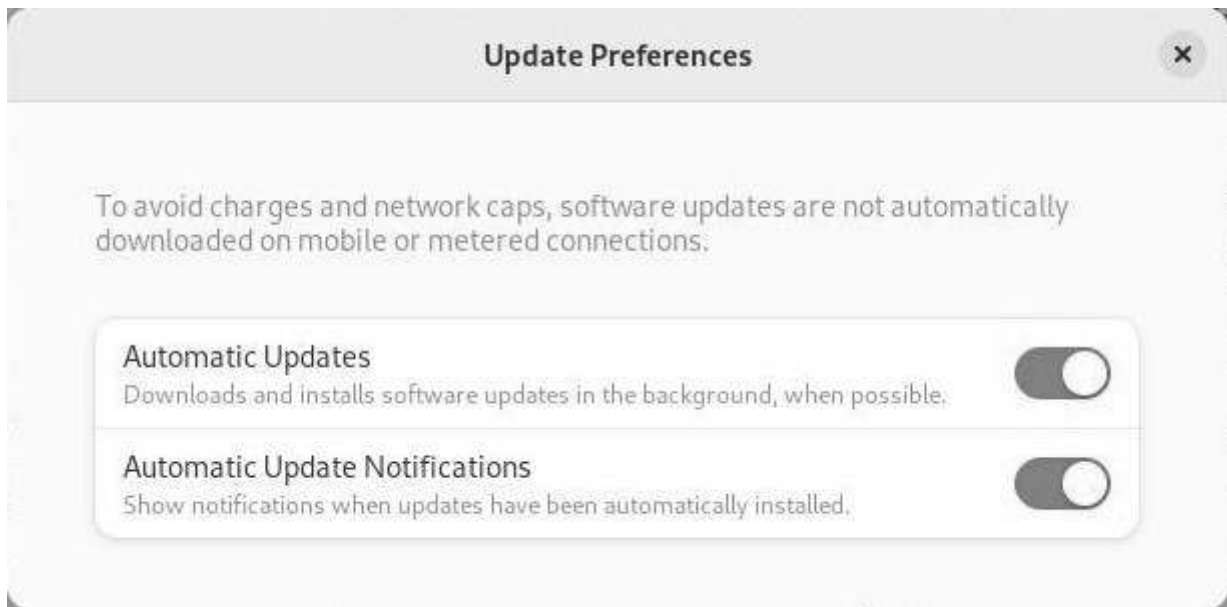 Update Preferences
To avoid charges and network caps, software updates are not automatically
downloaded on mobile or metered connections.
Automatic Updates
Downloads and installs software updates in the background, when possible.
Automatic Update Notifications
Show notifications when updates have been automatically installed.